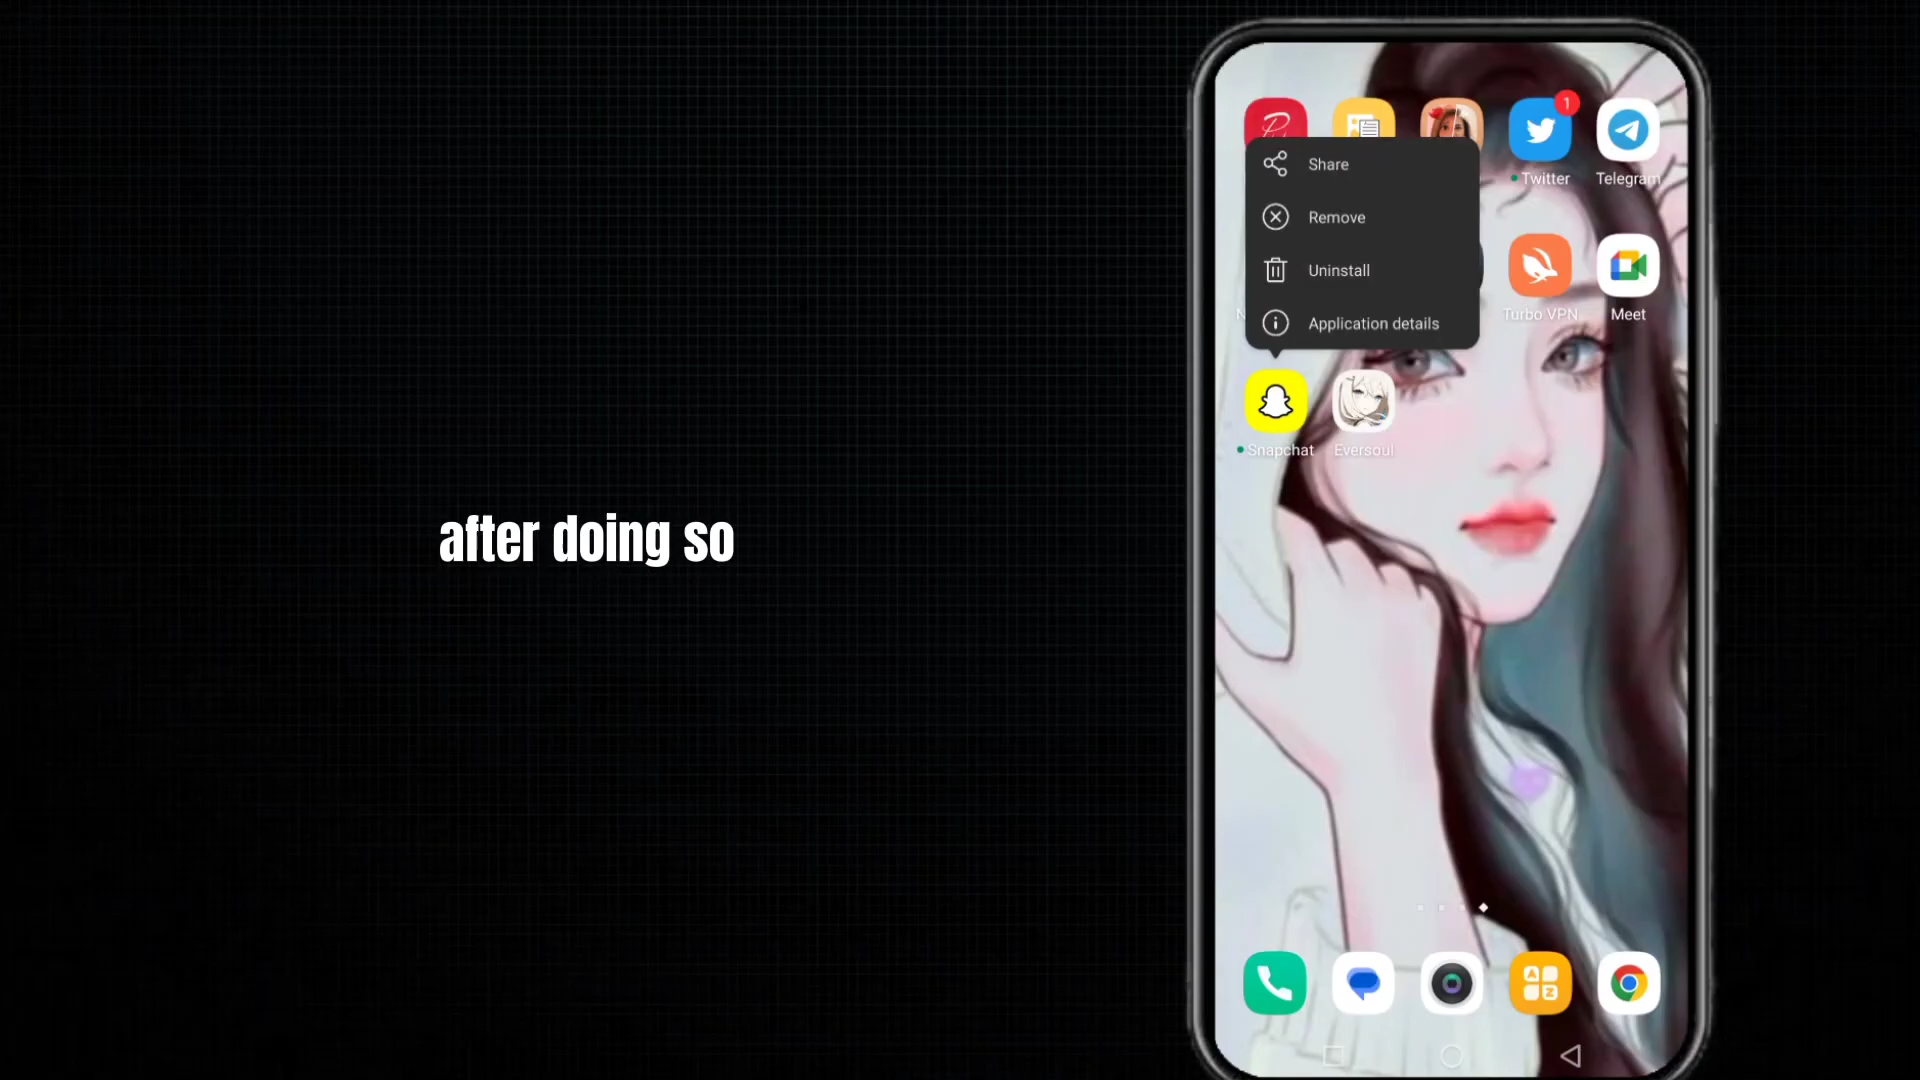 1
Share
Twitter
Telegram
Remove
Uninstall
N
Turbo VPN
Meet
Application details
Snapchat
Eversoul
after doing so
A
Z